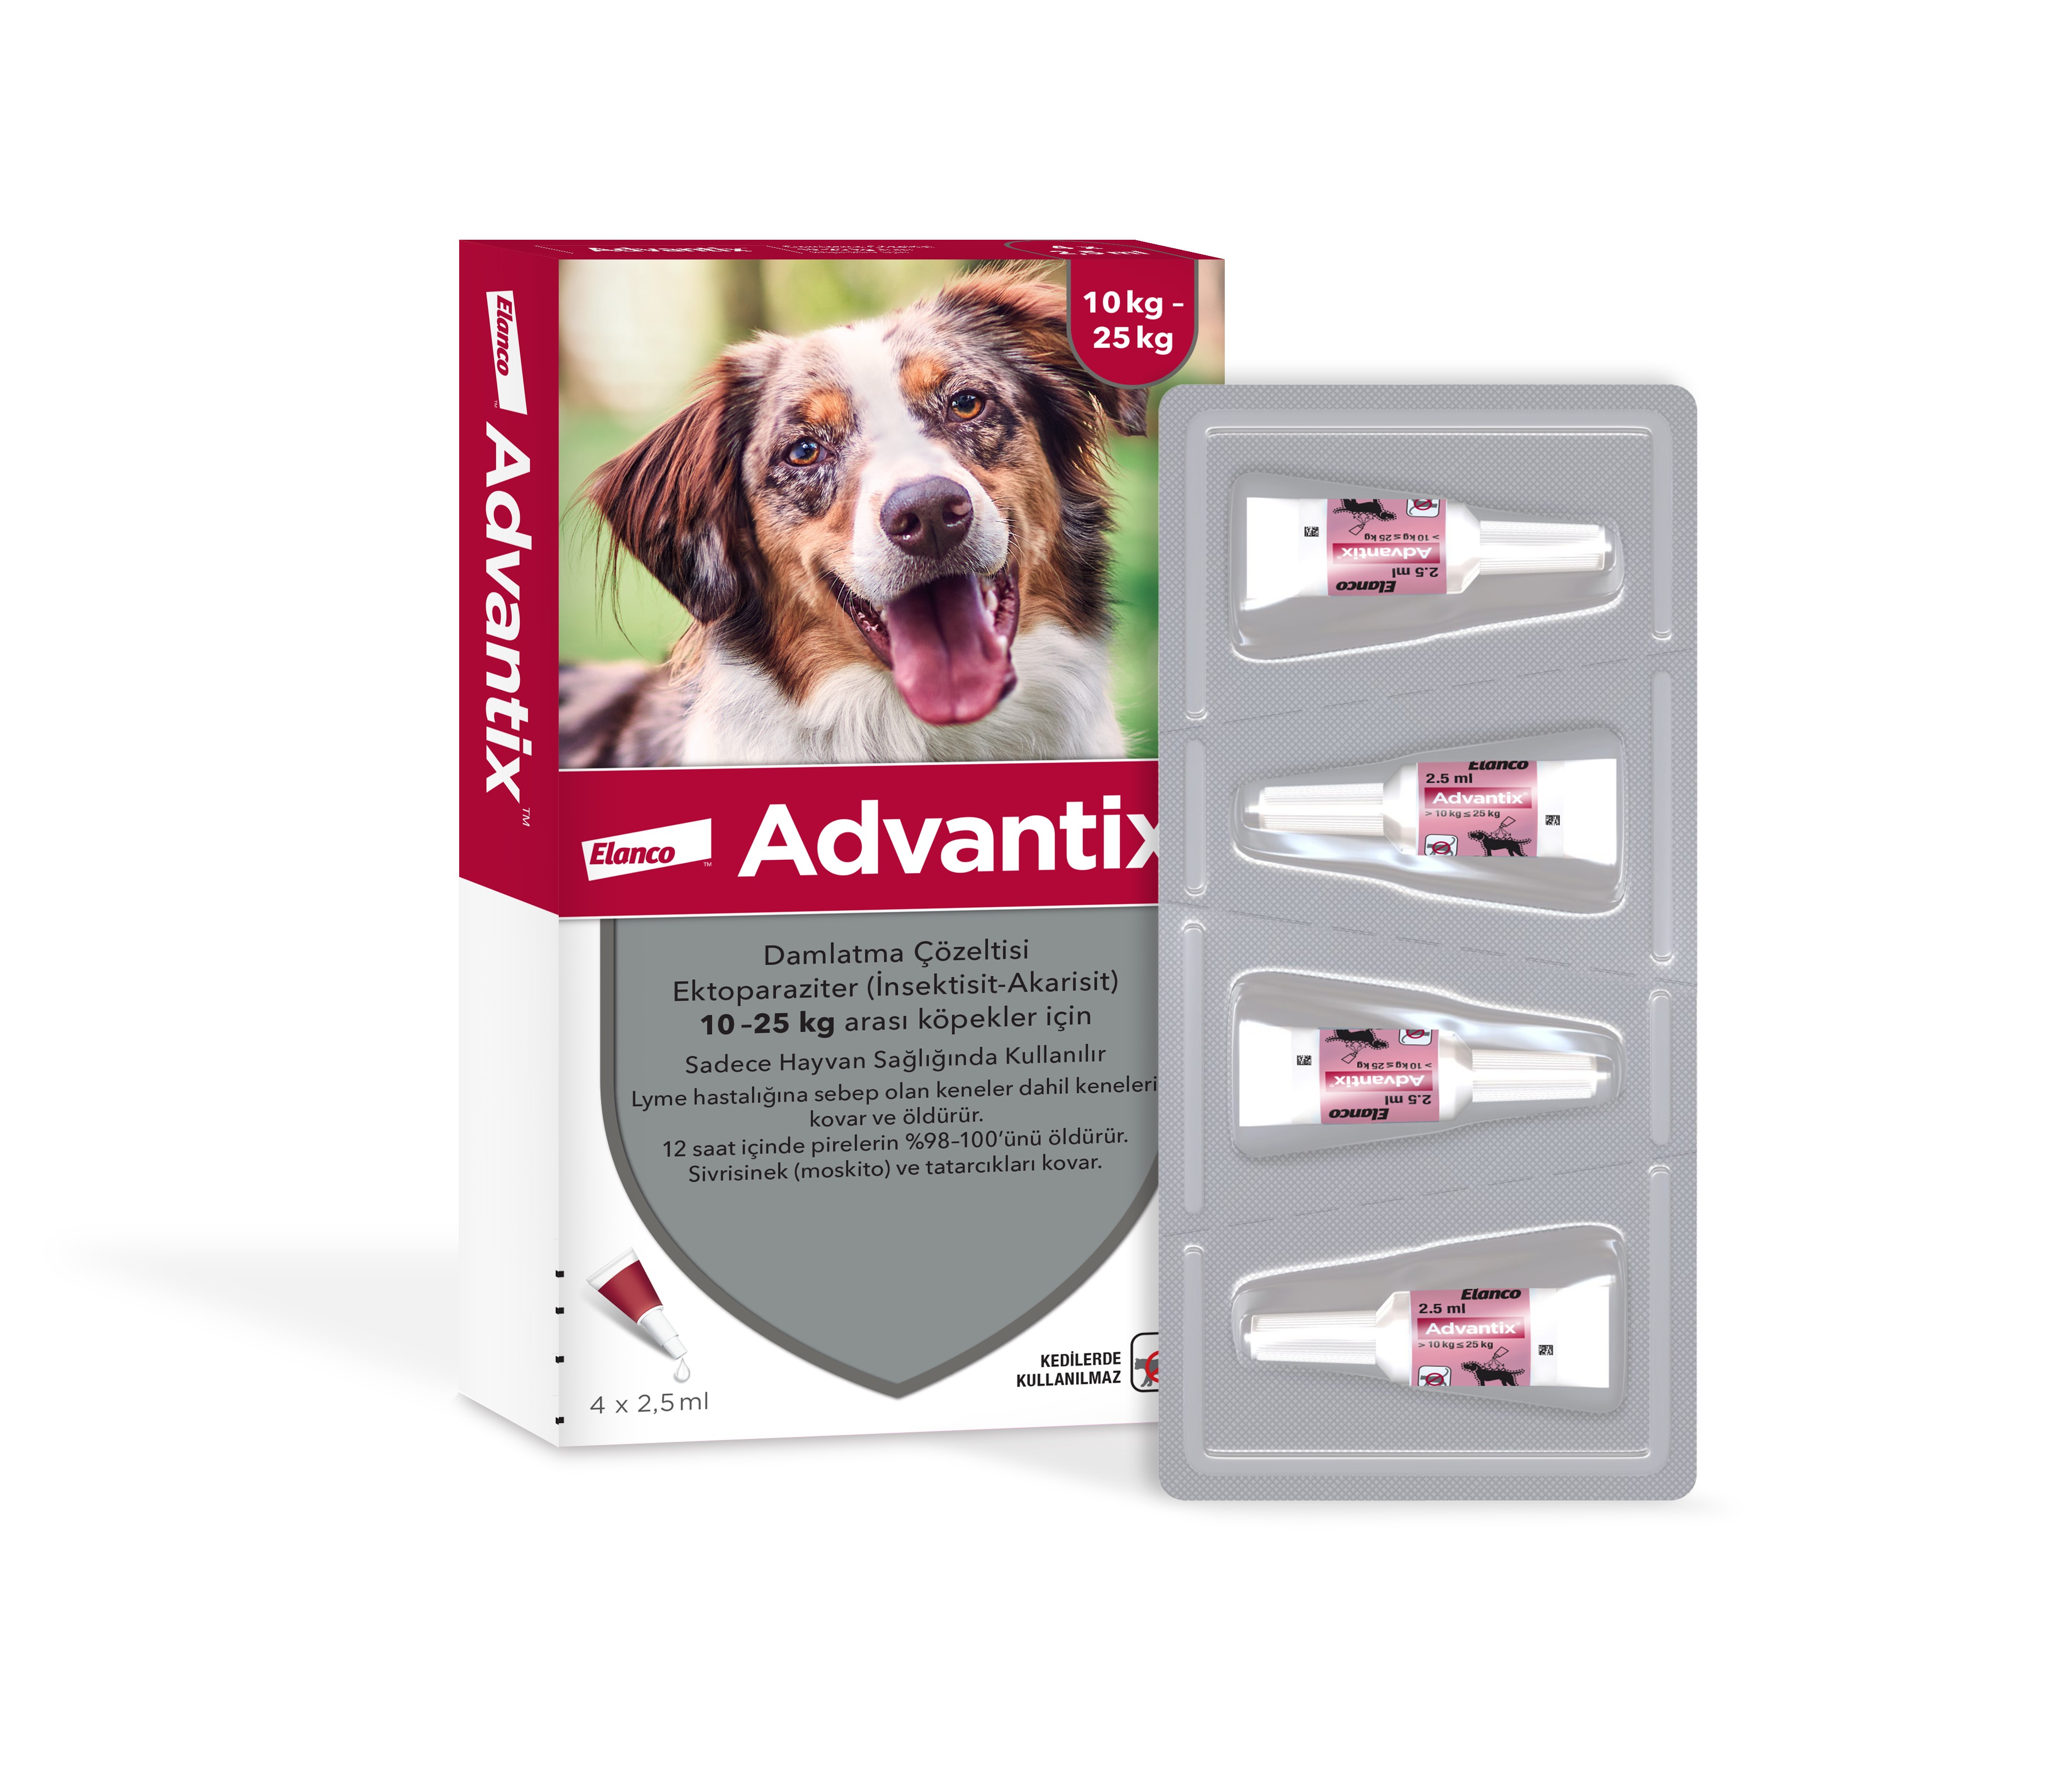 Elanco
Advantix™
10 kg –
25 kg
Elanco™
Advantix
Damlatma Çözeltisi
Ektoparaziter (İnsektisit-Akarisit)
10–25 kg arası köpekler için
Sadece Hayvan Sağlığında Kullanılır
Lyme hastalığına sebep olan keneler dahil keneleri
kovar ve öldürür.
12 saat içinde pirelerin %98–100’ünü öldürür.
Sivrisinek (moskito) ve tatarcıkları kovar.
4 x 2,5 ml
KEDİLERDE
KULLANILMAZ
Elanco
2.5 ml
Advantix®
> 10 kg ≤ 25 kg
Elanco
2.5 ml
Advantix®
> 10 kg ≤ 25 kg
Elanco
2.5 ml
Advantix®
> 10 kg ≤ 25 kg
Elanco
2.5 ml
Advantix®
> 10 kg ≤ 25 kg